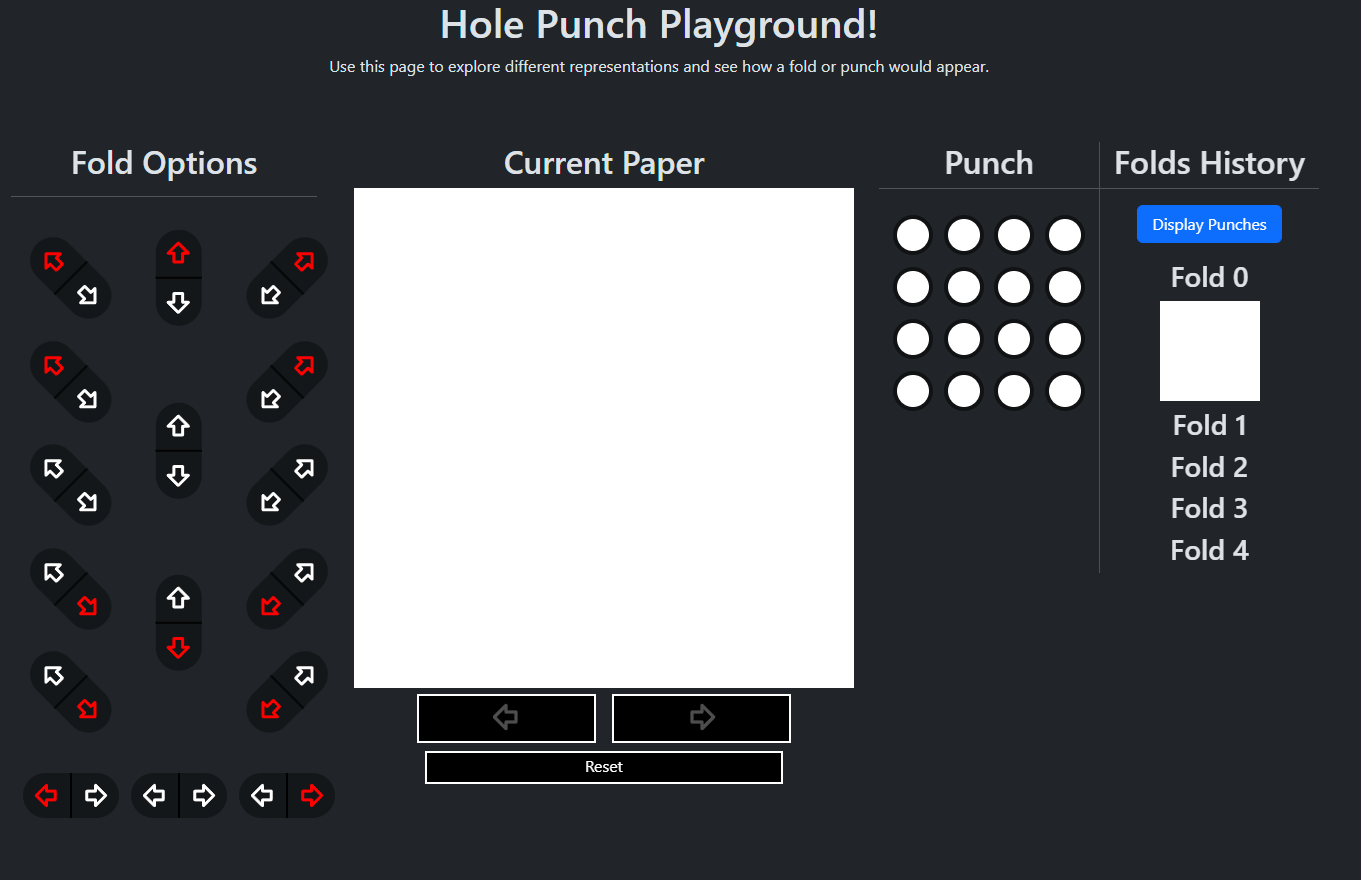 Hole Punch Playground!
Use this page to explore different representations and see how a fold or punch would appear.
Fold Options
Current Paper
Punch
Folds History
Display Punches
Fold 0
Fold 1
Fold 2
Fold 3
Fold 4
Reset